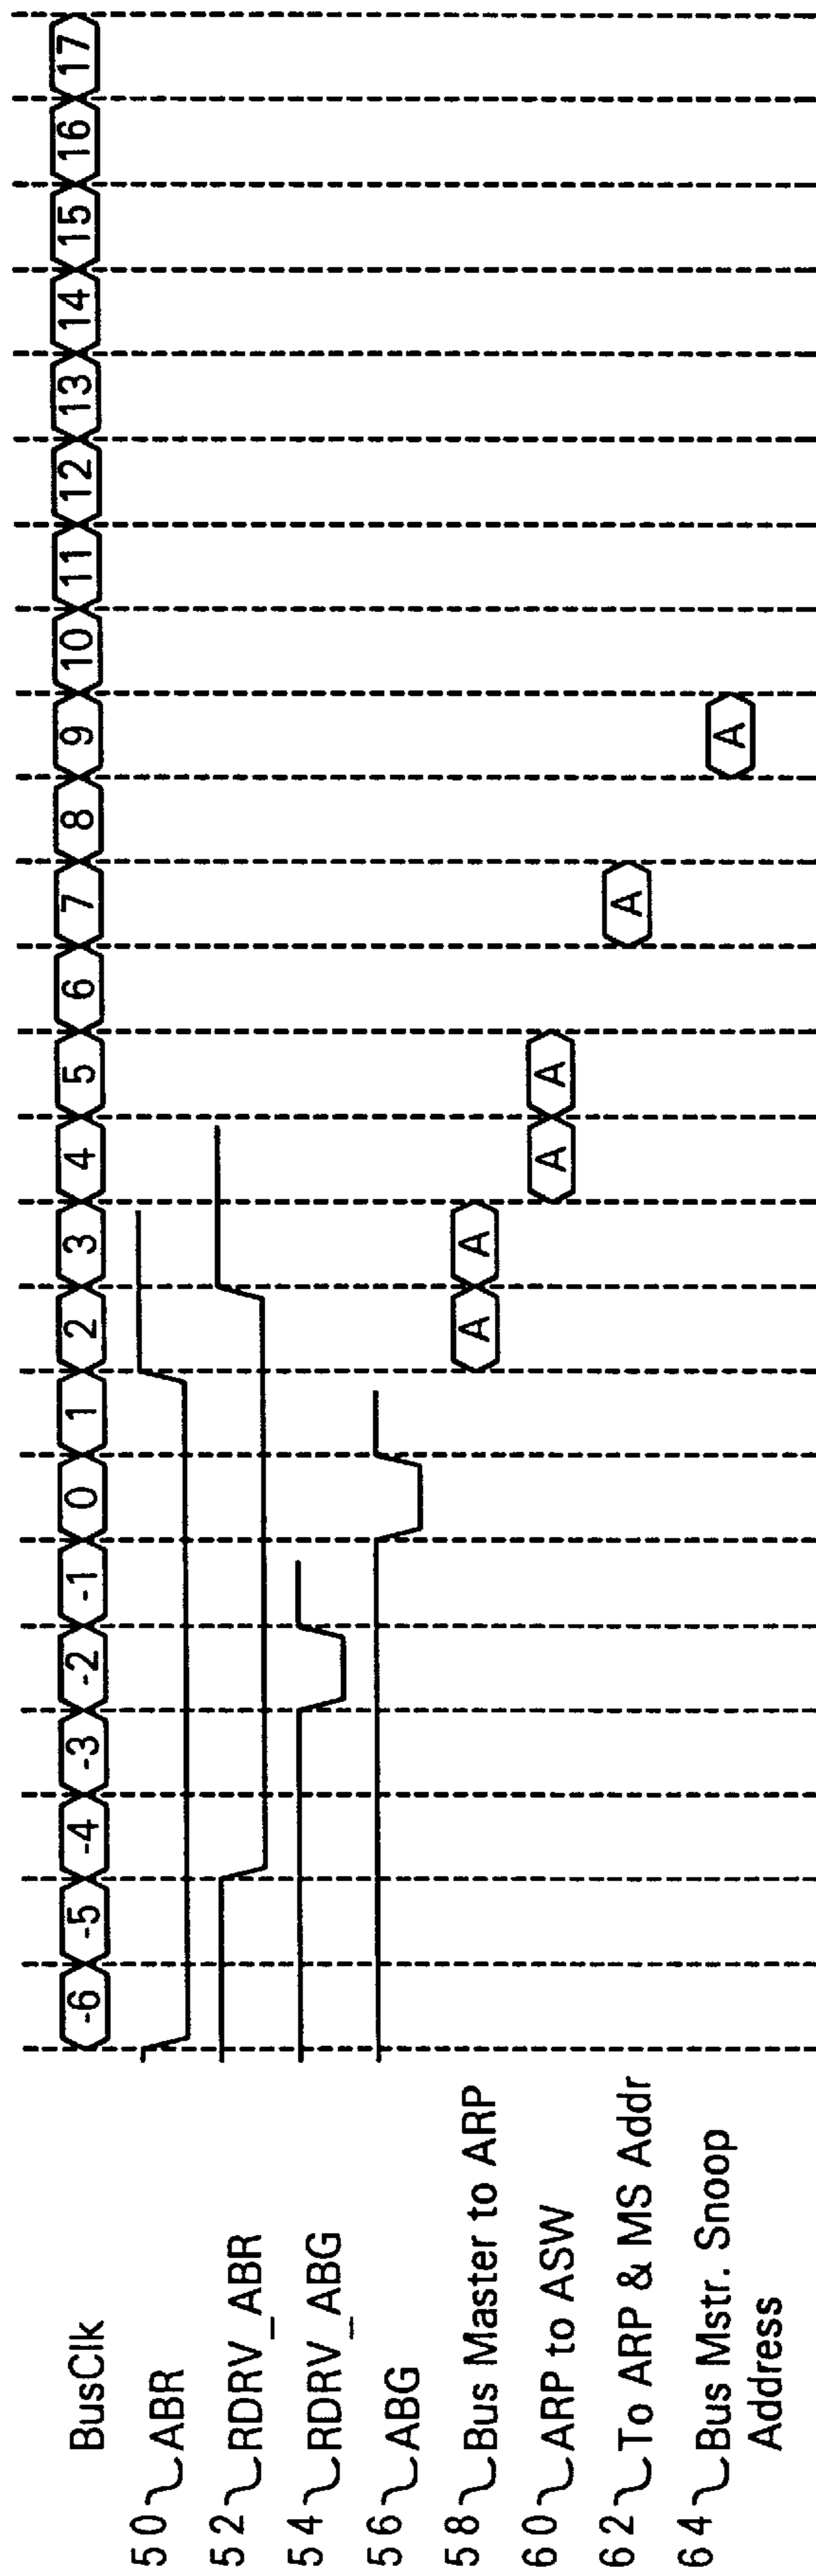 BusClk -6 -5 -4 -3 -2 -1 0 1 2 3 4 5 6 7 8 9 10 11 12 13 14 15 16 17
50 ABR
52 RDRV_ABR
54 RDRV_ABG
56 ABG
58 Bus Master to ARP A A
60 ARP to ASW A A
62 To ARP & MS Addr A
64 Bus Mstr. Snoop A
Address